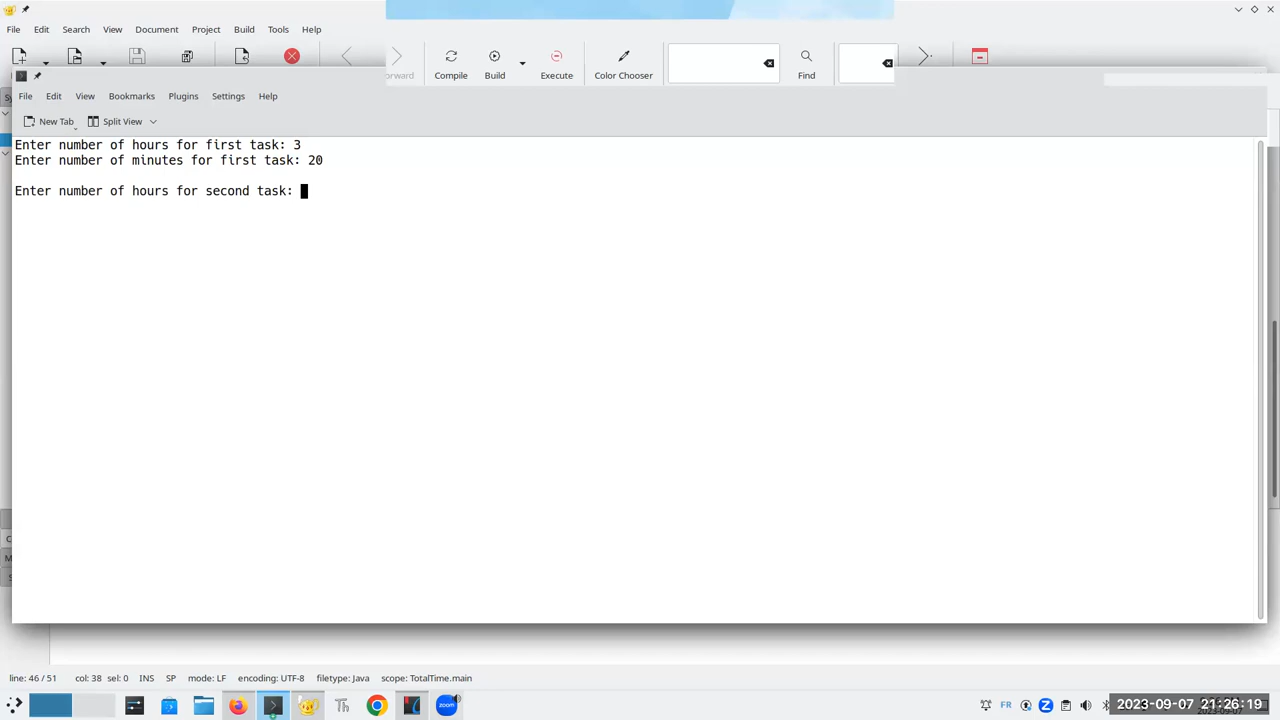 File Edit Search View Document Project Build Tools Help
Compile Build Execute Color Chooser Find
File Edit View Bookmarks Plugins Settings Help
New Tab Split View
Enter number of hours for first task: 3
Enter number of minutes for first task: 20
Enter number of hours for second task:
line: 46 / 51 col: 38 sel: 0 INS SP mode: LF encoding: UTF-8 filetype: Java scope: TotalTime.main
Th zoom FR Z 2023-09-07 21:26:19